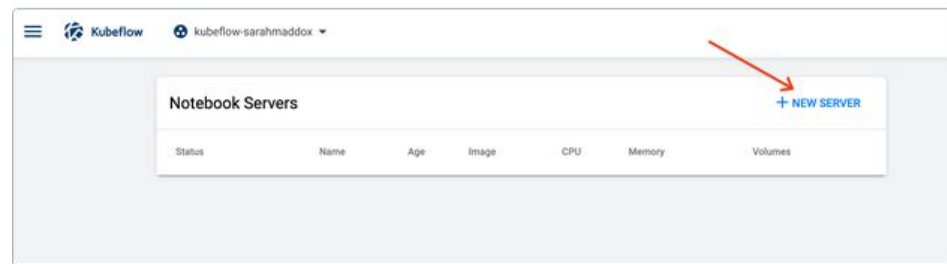 Kubeflow kubeflow-sarahmaddox
Notebook Servers + NEW SERVER
Status Name Age Image CPU Memory Volumes